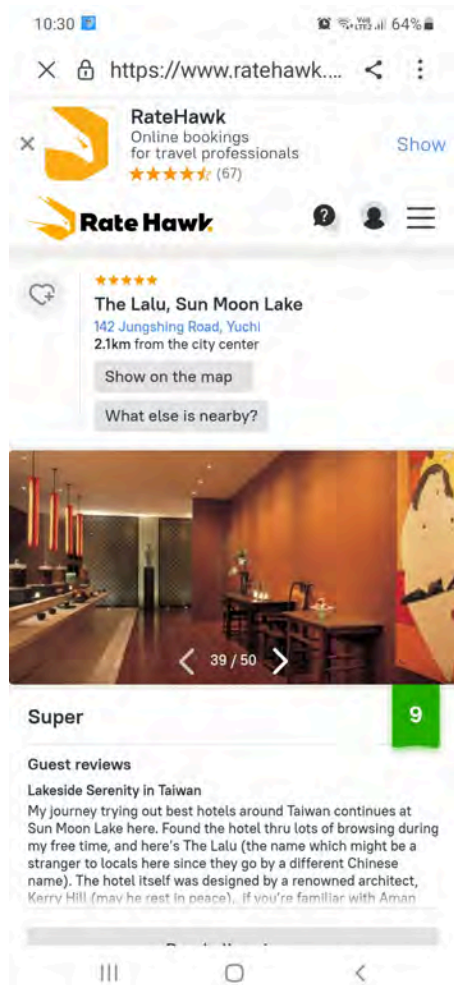 10:30
64%
https://www.ratehawk....
RateHawk
Online bookings
for travel professionals
(67)
Show
Rate Hawk.
The Lalu, Sun Moon Lake
142 Jungshing Road, Yuchi
2.1km from the city center
Show on the map
What else is nearby?
39 / 50
Super
9
Guest reviews
Lakeside Serenity in Taiwan
My journey trying out best hotels around Taiwan continues at
Sun Moon Lake here. Found the hotel thru lots of browsing during
my free time, and here's The Lalu (the name which might be a
stranger to locals here since they go by a different Chinese
name). The hotel itself was designed by a renowned architect,
Kerry Hill (may he rest in peace).. if you're familiar with Aman